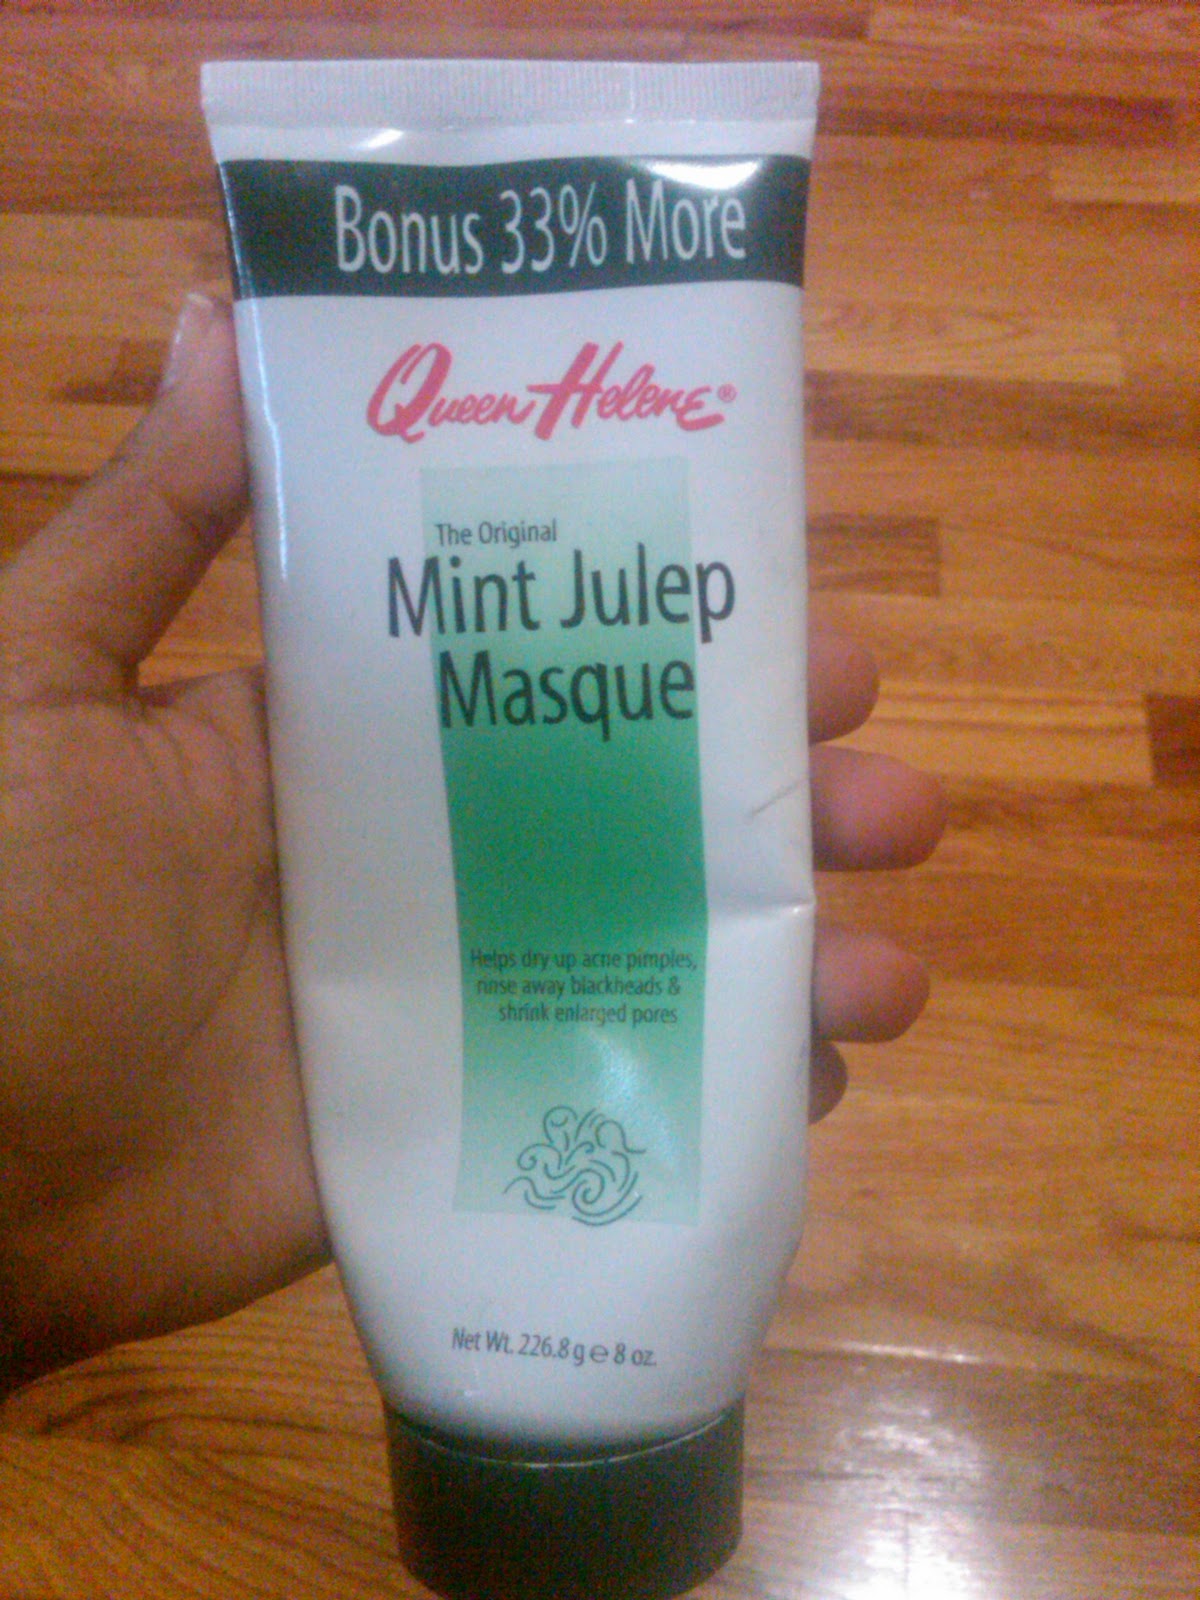 Bonus 33% More
Queen Helene®
The Original
Mint Julep
Masque
Helps dry up acne pimples,
rinse away blackheads &
shrink enlarged pores
Net Wt. 226.8 g ℮ 8 oz.